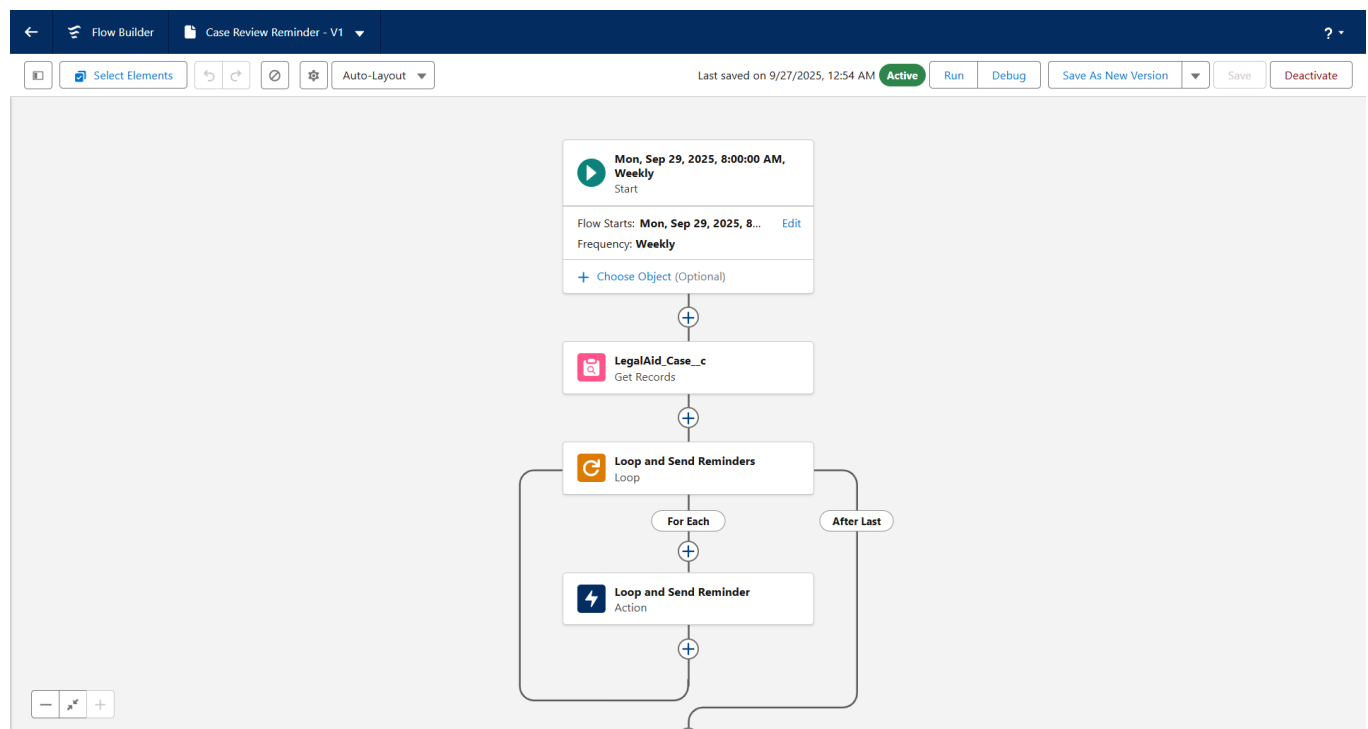 Flow Builder
Case Review Reminder - V1
?
Select Elements
Auto-Layout
Last saved on 9/27/2025, 12:54 AM
Active
Run
Debug
Save As New Version
Save
Deactivate
Mon, Sep 29, 2025, 8:00:00 AM,
Weekly
Start
Flow Starts: Mon, Sep 29, 2025, 8...
Edit
Frequency: Weekly
+ Choose Object (Optional)
LegalAid_Case__c
Get Records
Loop and Send Reminders
Loop
For Each
After Last
Loop and Send Reminder
Action